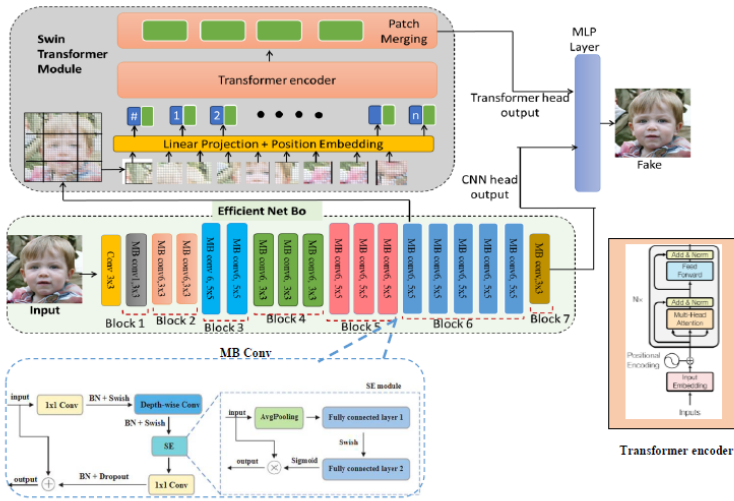 Swin
Transformer
Module
Patch
Merging
Transformer encoder
# 1 2 n
Linear Projection + Position Embedding
MLP
Layer
Transformer head
output
Fake
CNN head
output
Efficient Net Bo
Input
Conv 3x3
MB conv1,3x3
MB conv6,3x3
MB conv6,3x3
MB conv 6, 5x5
MB conv6, 5x5
MB conv6, 3x3
MB conv6, 3x3
MB conv6, 3x3
MB conv6, 5x5
MB conv6, 5x5
MB conv6, 5x5
MB conv6, 5x5
MB conv6, 5x5
MB conv6, 5x5
MB conv6, 5x5
MB conv6, 5x5
MB conv,3x3
Block 1
Block 2
Block 3
Block 4
Block 5
Block 6
Block 7
MB Conv
input
1x1 Conv
BN + Swish
Depth-wise Conv
BN + Swish
SE
1x1 Conv
BN + Dropout
output
SE module
input
AvgPooling
Fully connected layer 1
Swish
Fully connected layer 2
Sigmoid
output
Add & Norm
Feed
Forward
N×
Add & Norm
Multi-Head
Attention
Positional
Encoding
Input
Embedding
Inputs
Transformer encoder